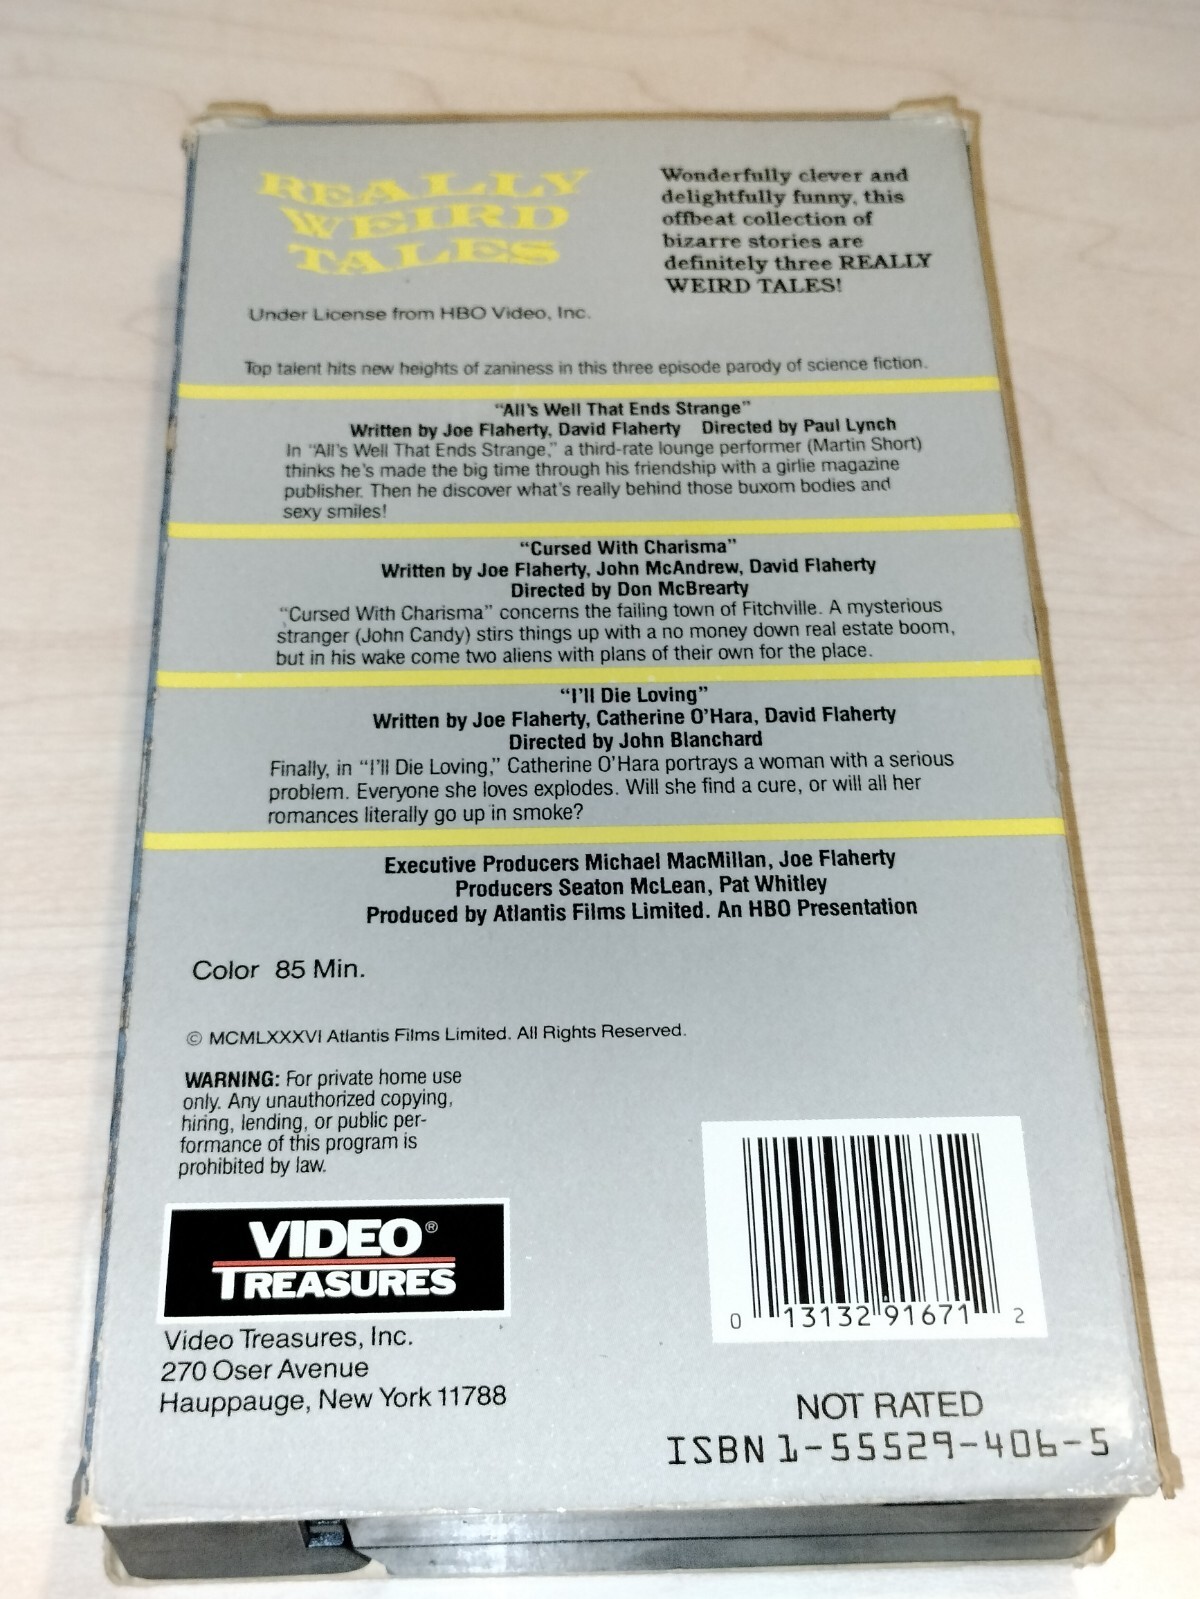 REALLY
WEIRD
TALES
Wonderfully clever and
delightfully funny, this
offbeat collection of
bizarre stories are
definitely three REALLY
WEIRD TALES!
Under License from HBO Video, Inc.
Top talent hits new heights of zaniness in this three episode parody of science fiction.
“All’s Well That Ends Strange”
Written by Joe Flaherty, David Flaherty Directed by Paul Lynch
In “All’s Well That Ends Strange,” a third-rate lounge performer (Martin Short)
thinks he’s made the big time through his friendship with a girlie magazine
publisher. Then he discover what’s really behind those buxom bodies and
sexy smiles!
“Cursed With Charisma”
Written by Joe Flaherty, John McAndrew, David Flaherty
Directed by Don McBrearty
“Cursed With Charisma” concerns the failing town of Fitchville. A mysterious
stranger (John Candy) stirs things up with a no money down real estate boom,
but in his wake come two aliens with plans of their own for the place.
“I’ll Die Loving”
Written by Joe Flaherty, Catherine O’Hara, David Flaherty
Directed by John Blanchard
Finally, in “I’ll Die Loving,” Catherine O’Hara portrays a woman with a serious
problem. Everyone she loves explodes. Will she find a cure, or will all her
romances literally go up in smoke?
Executive Producers Michael MacMillan, Joe Flaherty
Producers Seaton McLean, Pat Whitley
Produced by Atlantis Films Limited. An HBO Presentation
Color 85 Min.
© MCMLXXXVI Atlantis Films Limited. All Rights Reserved.
WARNING: For private home use
only. Any unauthorized copying,
hiring, lending, or public per-
formance of this program is
prohibited by law.
VIDEO®
TREASURES
Video Treasures, Inc.
270 Oser Avenue
Hauppauge, New York 11788
0 13132 91671 2
NOT RATED
ISBN 1-55529-406-5